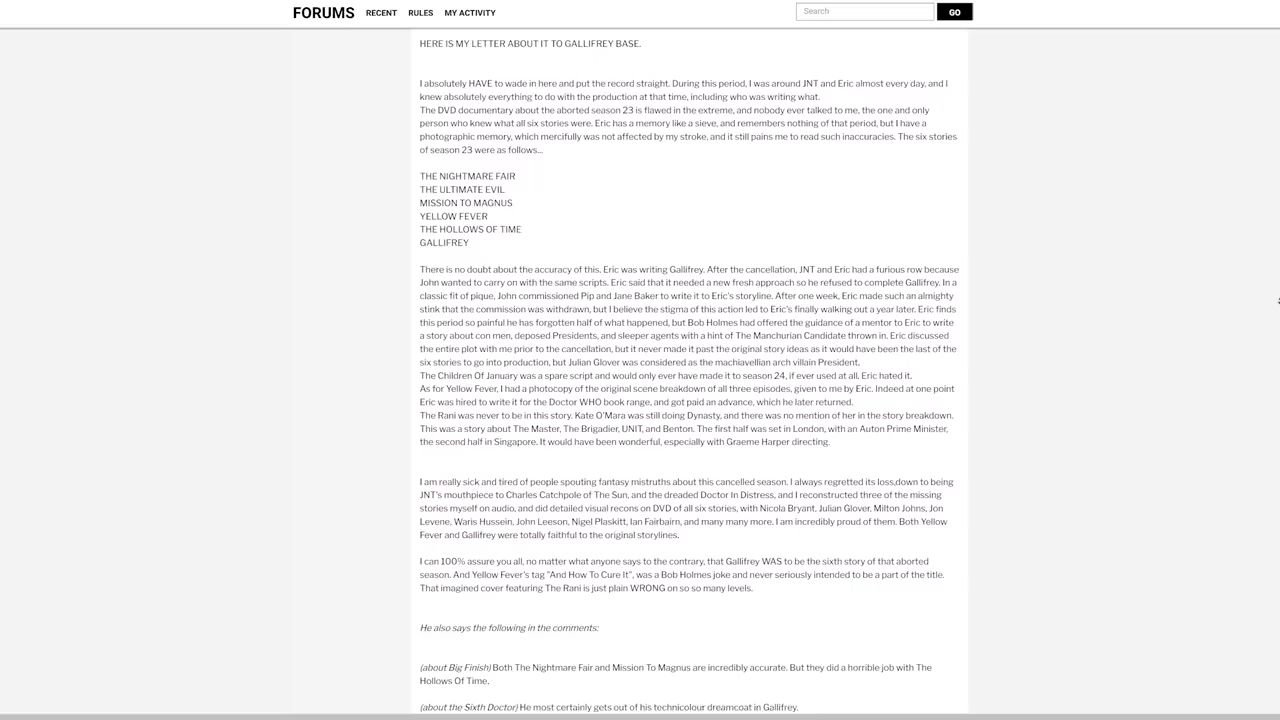 FORUMS RECENT RULES MY ACTIVITY Search GO
HERE IS MY LETTER ABOUT IT TO GALLIFREY BASE.
I absolutely HAVE to wade in here and put the record straight. During this period, I was around JNT and Eric almost every day, and I
knew absolutely everything to do with the production at that time, including who was writing what.
The DVD documentary about the aborted season 23 is flawed in the extreme, and nobody ever talked to me, the one and only
person who knew what all six stories were. Eric has a memory like a sieve, and remembers nothing of that period, but I have a
photographic memory, which mercifully was not affected by my stroke, and it still pains me to read such inaccuracies. The six stories
of season 23 were as follows...
THE NIGHTMARE FAIR
THE ULTIMATE EVIL
MISSION TO MAGNUS
YELLOW FEVER
THE HOLLOWS OF TIME
GALLIFREY
There is no doubt about the accuracy of this. Eric was writing Gallifrey. After the cancellation, JNT and Eric had a furious row because
John wanted to carry on with the same scripts. Eric said that it needed a new fresh approach so he refused to complete Gallifrey. In a
classic fit of pique, John commissioned Pip and Jane Baker to write it to Eric's storyline. After one week, Eric made such an almighty
stink that the commission was withdrawn, but I believe the stigma of this action led to Eric's finally walking out a year later. Eric finds
this period so painful he has forgotten half of what happened, but Bob Holmes had offered the guidance of a mentor to Eric to write
a story about con men, deposed Presidents, and sleeper agents with a hint of The Manchurian Candidate thrown in. Eric discussed
the entire plot with me prior to the cancellation, but it never made it past the original story ideas as it would have been the last of the
six stories to go into production, but Julian Glover was considered as the machiavellian arch villain President.
The Children Of January was a spare script and would only ever have made it to season 24, if ever used at all. Eric hated it.
As for Yellow Fever, I had a photocopy of the original scene breakdown of all three episodes, given to me by Eric. Indeed at one point
Eric was hired to write it for the Doctor WHO book range, and got paid an advance, which he later returned.
The Rani was never to be in this story. Kate O'Mara was still doing Dynasty, and there was no mention of her in the story breakdown.
This was a story about The Master, The Brigadier, UNIT, and Benton. The first half was set in London, with an Auton Prime Minister,
the second half in Singapore. It would have been wonderful, especially with Graeme Harper directing.
I am really sick and tired of people spouting fantasy mistruths about this cancelled season. I always regretted its loss,down to being
JNT's mouthpiece to Charles Catchpole of The Sun, and the dreaded Doctor In Distress, and I reconstructed three of the missing
stories myself on audio, and did detailed visual recons on DVD of all six stories, with Nicola Bryant, Julian Glover, Milton Johns, Jon
Levene, Waris Hussein, John Leeson, Nigel Plaskitt, Ian Fairbairn, and many many more. I am incredibly proud of them. Both Yellow
Fever and Gallifrey were totally faithful to the original storylines.
I can 100% assure you all, no matter what anyone says to the contrary, that Gallifrey WAS to be the sixth story of that aborted
season. And Yellow Fever's tag "And How To Cure It", was a Bob Holmes joke and never seriously intended to be a part of the title.
That imagined cover featuring The Rani is just plain WRONG on so so many levels.
He also says the following in the comments:
(about Big Finish) Both The Nightmare Fair and Mission To Magnus are incredibly accurate. But they did a horrible job with The
Hollows Of Time.
(about the Sixth Doctor) He most certainly gets out of his technicolour dreamcoat in Gallifrey.